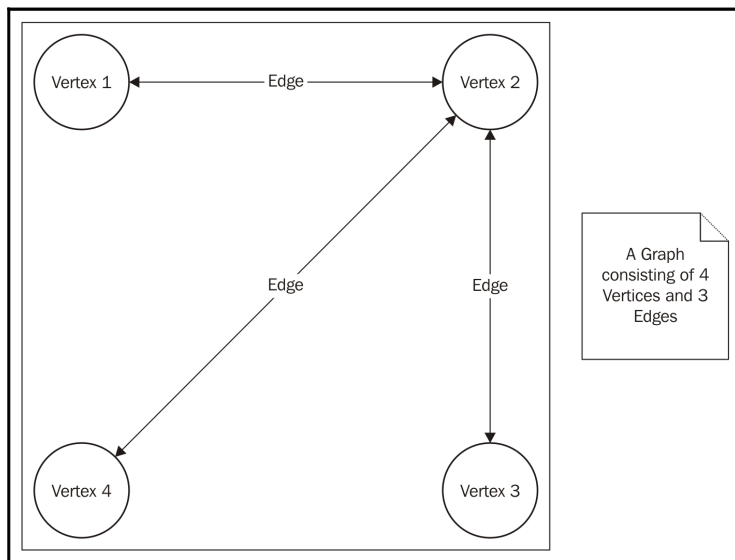 Vertex 1
Edge
Vertex 2
Edge
Edge
A Graph
consisting of 4
Vertices and 3
Edges
Vertex 4
Vertex 3